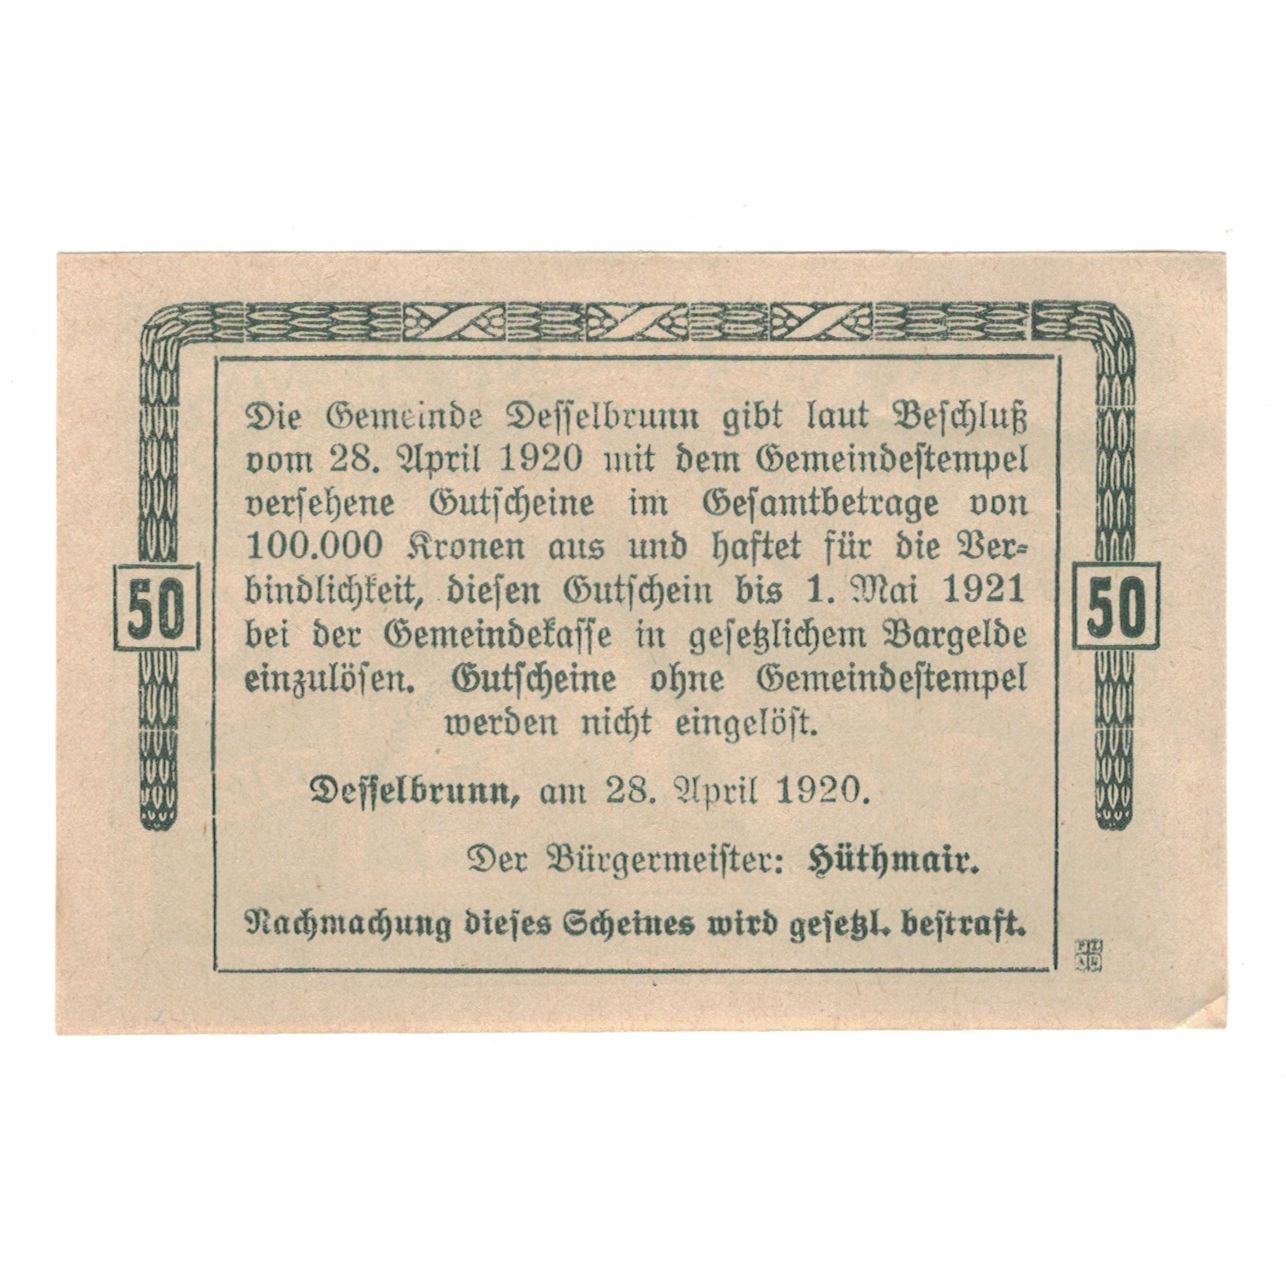 Die Gemeinde Desselbrunn gibt laut Beschluß
vom 28. April 1920 mit dem Gemeindestempel
versehene Gutscheine im Gesamtbetrage von
100.000 Kronen aus und haftet für die Ver-
bindlichkeit, diesen Gutschein bis 1. Mai 1921
bei der Gemeindekasse in gesetzlichem Bargelde
einzulösen. Gutscheine ohne Gemeindestempel
werden nicht eingelöst.
50
50
Desselbrunn, am 28. April 1920.
Der Bürgermeister: Hüthmair.
Nachmachung dieses Scheines wird gesetzl. bestraft.